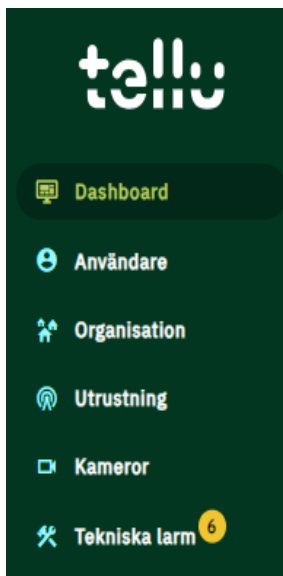 tellu
Dashboard
Användare
Organisation
Utrustning
Kameror
Tekniska larm 6